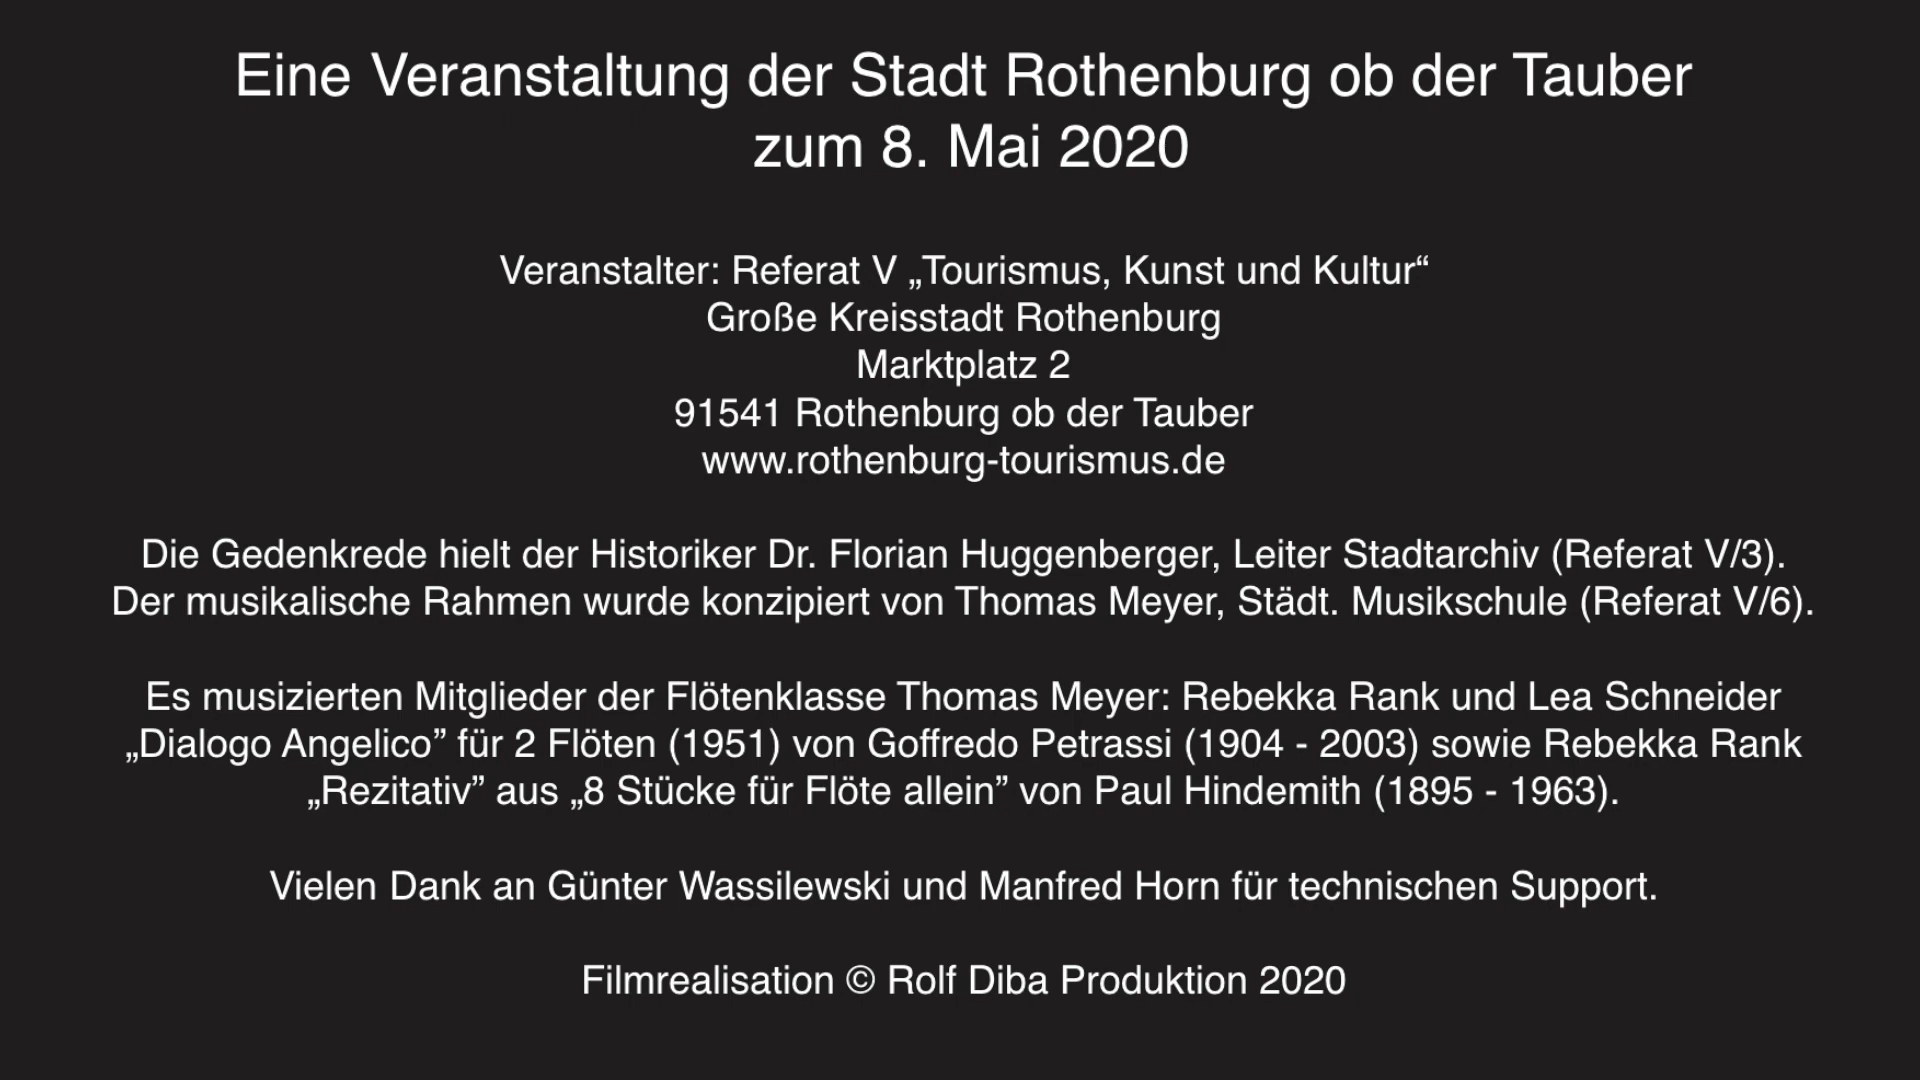 Eine Veranstaltung der Stadt Rothenburg ob der Tauber
zum 8. Mai 2020
Veranstalter: Referat V „Tourismus, Kunst und Kultur“
Große Kreisstadt Rothenburg
Marktplatz 2
91541 Rothenburg ob der Tauber
www.rothenburg-tourismus.de
Die Gedenkrede hielt der Historiker Dr. Florian Huggenberger, Leiter Stadtarchiv (Referat V/3).
Der musikalische Rahmen wurde konzipiert von Thomas Meyer, Städt. Musikschule (Referat V/6).
Es musizierten Mitglieder der Flötenklasse Thomas Meyer: Rebekka Rank und Lea Schneider
„Dialogo Angelico” für 2 Flöten (1951) von Goffredo Petrassi (1904 - 2003) sowie Rebekka Rank
„Rezitativ” aus „8 Stücke für Flöte allein” von Paul Hindemith (1895 - 1963).
Vielen Dank an Günter Wassilewski und Manfred Horn für technischen Support.
Filmrealisation © Rolf Diba Produktion 2020